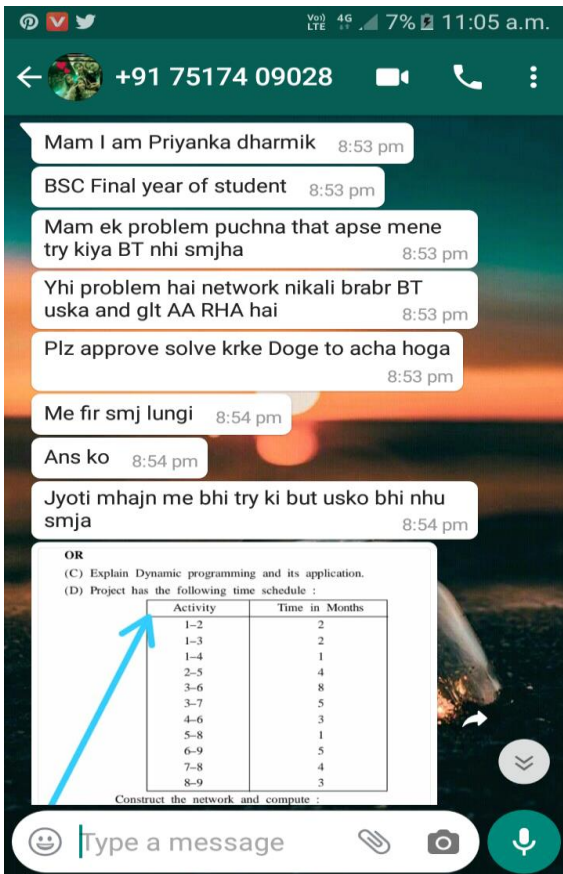 Voi) LTE 4G 7% 11:05 a.m.
+91 75174 09028
Mam I am Priyanka dharmik 8:53 pm
BSC Final year of student 8:53 pm
Mam ek problem puchna that apse mene
try kiya BT nhi smjha 8:53 pm
Yhi problem hai network nikali brabr BT
uska and glt AA RHA hai 8:53 pm
Plz approve solve krke Doge to acha hoga
8:53 pm
Me fir smj lungi 8:54 pm
Ans ko 8:54 pm
Jyoti mhajn me bhi try ki but usko bhi nhu
smja 8:54 pm
OR
(C) Explain Dynamic programming and its application.
(D) Project has the following time schedule :
Activity Time in Months
1–2 2
1–3 2
1–4 1
2–5 4
3–6 8
3–7 5
4–6 3
5–8 1
6–9 5
7–8 4
8–9 3
Construct the network and compute :
Type a message